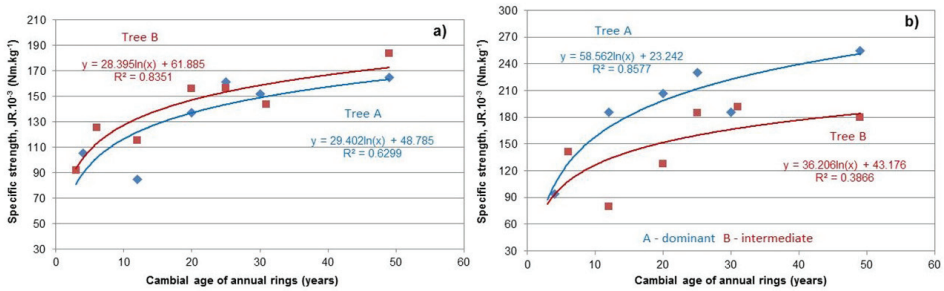 a)
Tree B
y = 28.395ln(x) + 61.885
R² = 0.8351
Tree A
y = 29.402ln(x) + 48.785
R² = 0.6299
Specific strength, JR.10⁻³ (Nm.kg⁻¹)
210
190
170
150
130
110
90
70
50
30
0 10 20 30 40 50 60
Cambial age of annual rings (years)
b)
Tree A
y = 58.562ln(x) + 23.242
R² = 0.8577
Tree B
y = 36.206ln(x) + 43.176
R² = 0.3866
A - dominant B - intermediate
Specific strength, JR.10⁻³ (Nm.kg⁻¹)
300
270
240
210
180
150
120
90
60
30
0 10 20 30 40 50 60
Cambial age of annual rings (years)